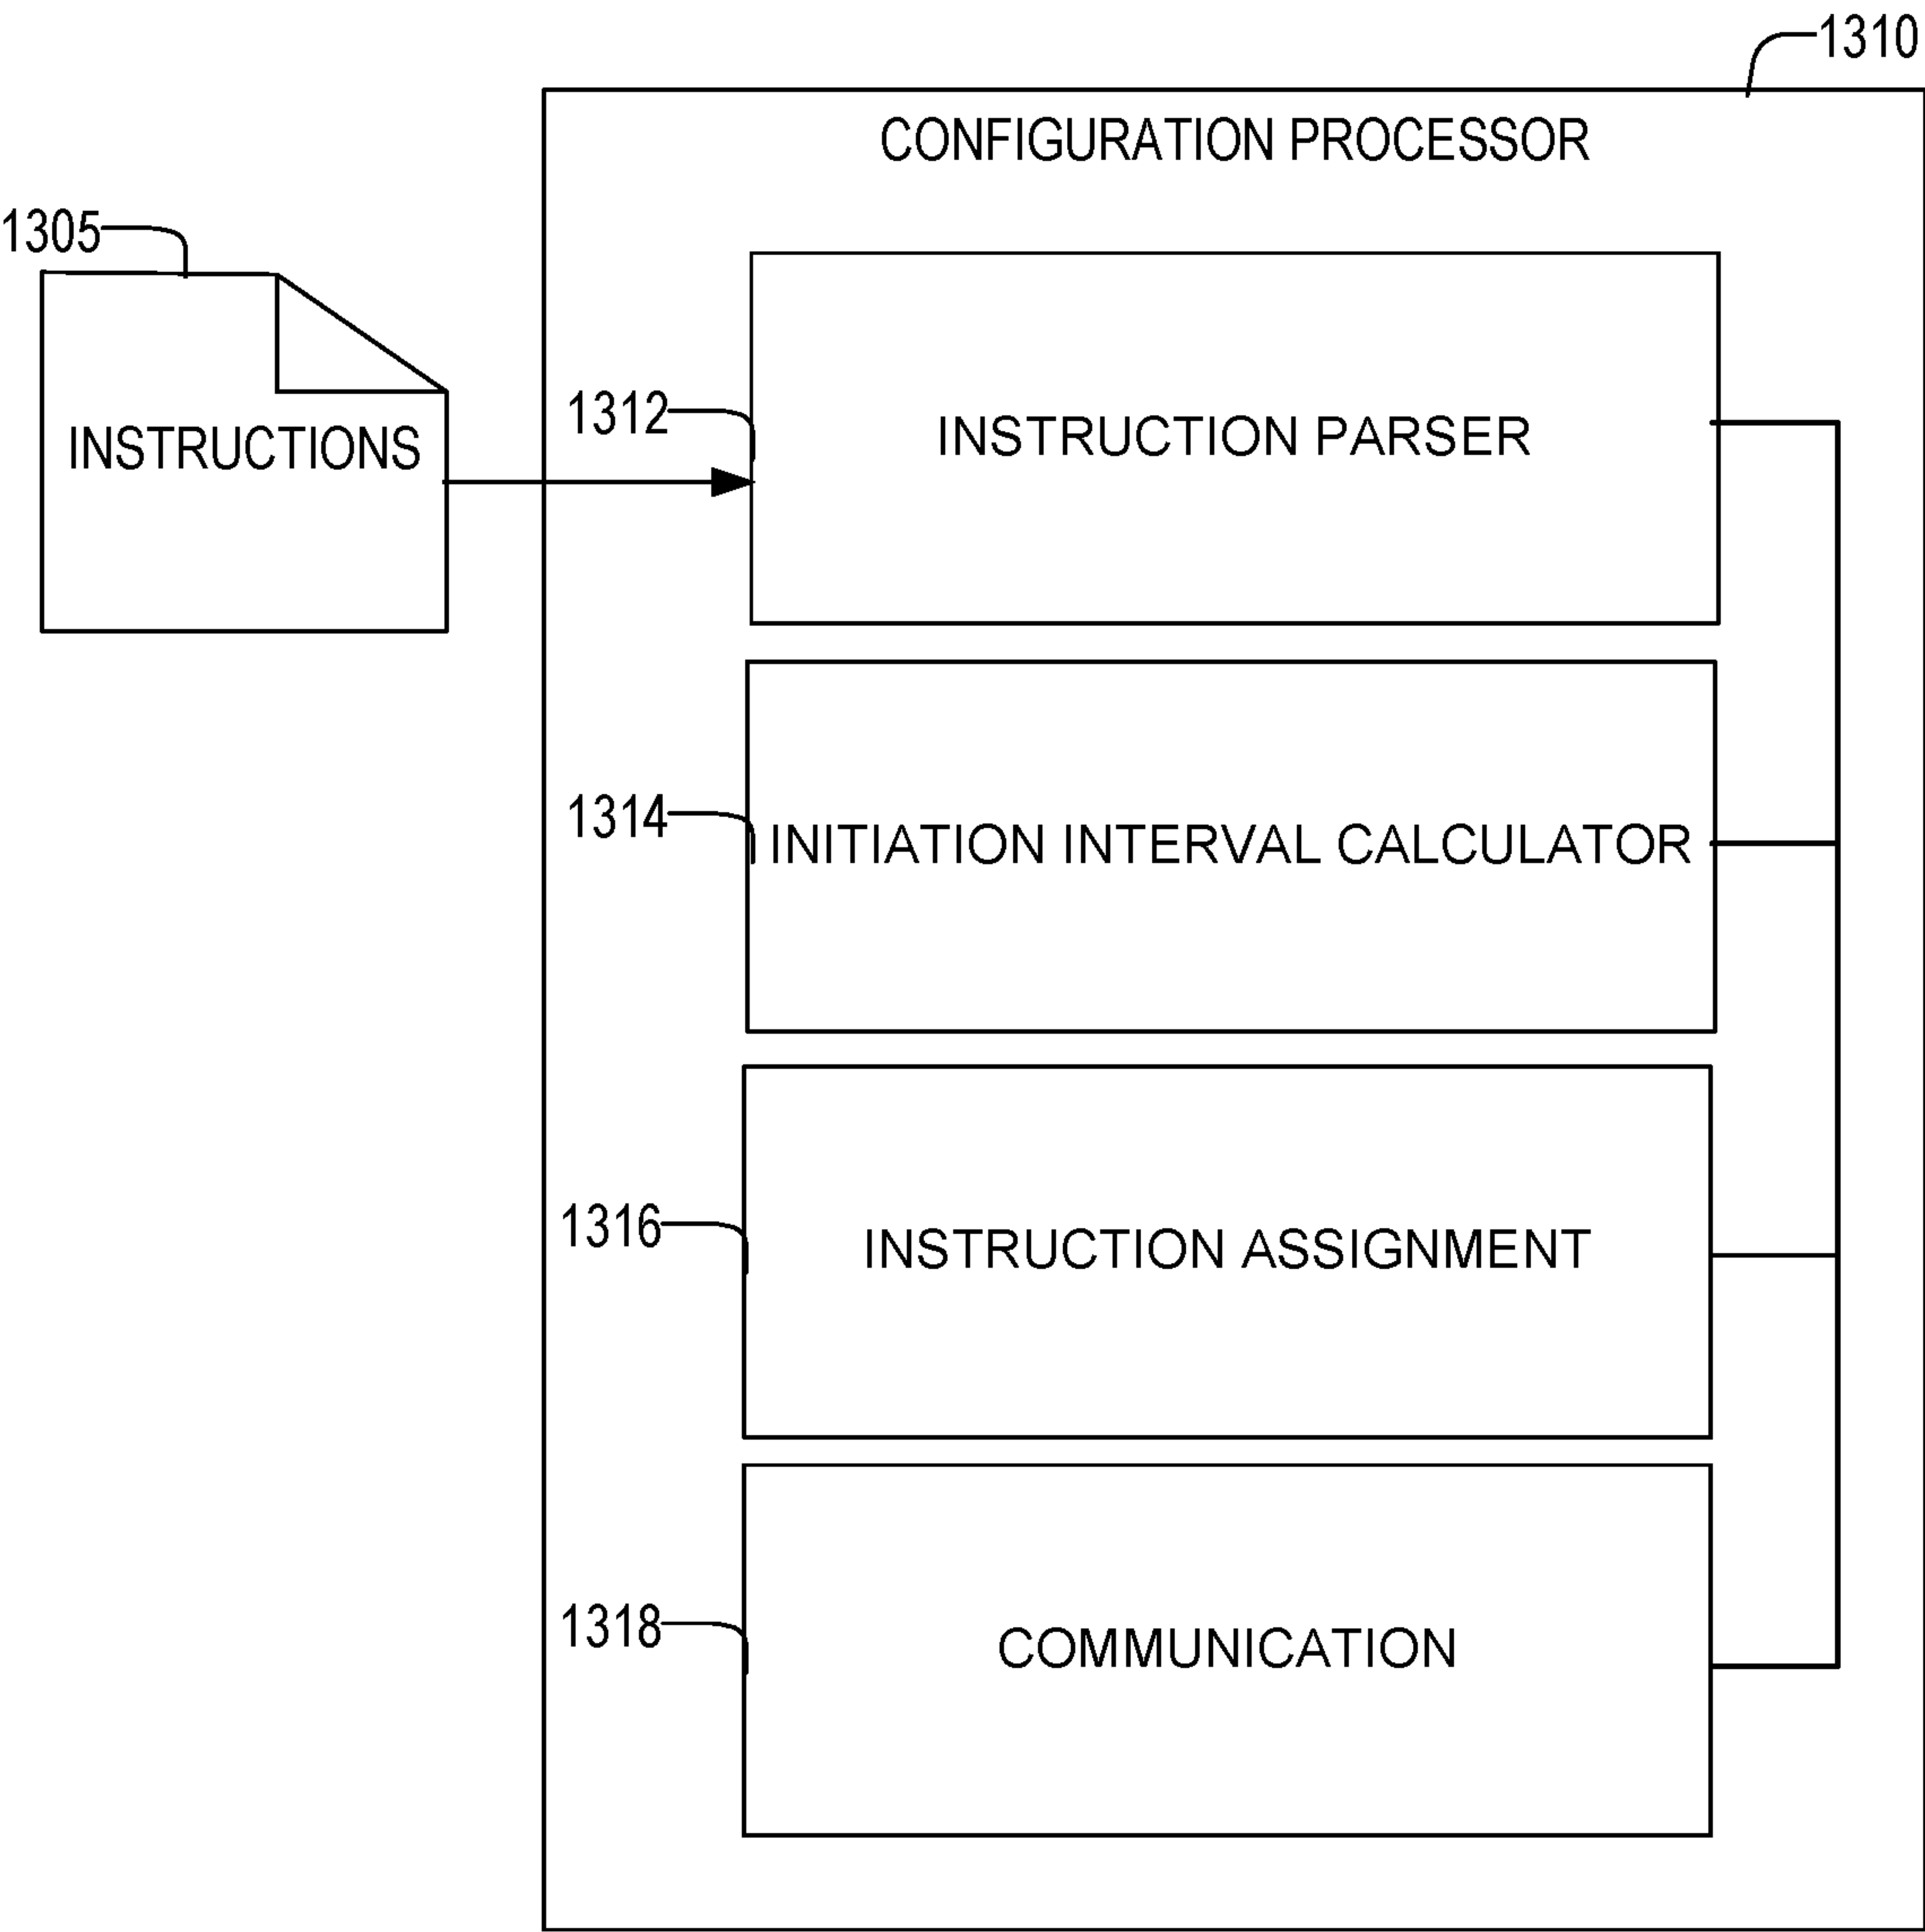 1310
CONFIGURATION PROCESSOR
1305
INSTRUCTIONS
1312
INSTRUCTION PARSER
1314
INITIATION INTERVAL CALCULATOR
1316
INSTRUCTION ASSIGNMENT
1318
COMMUNICATION